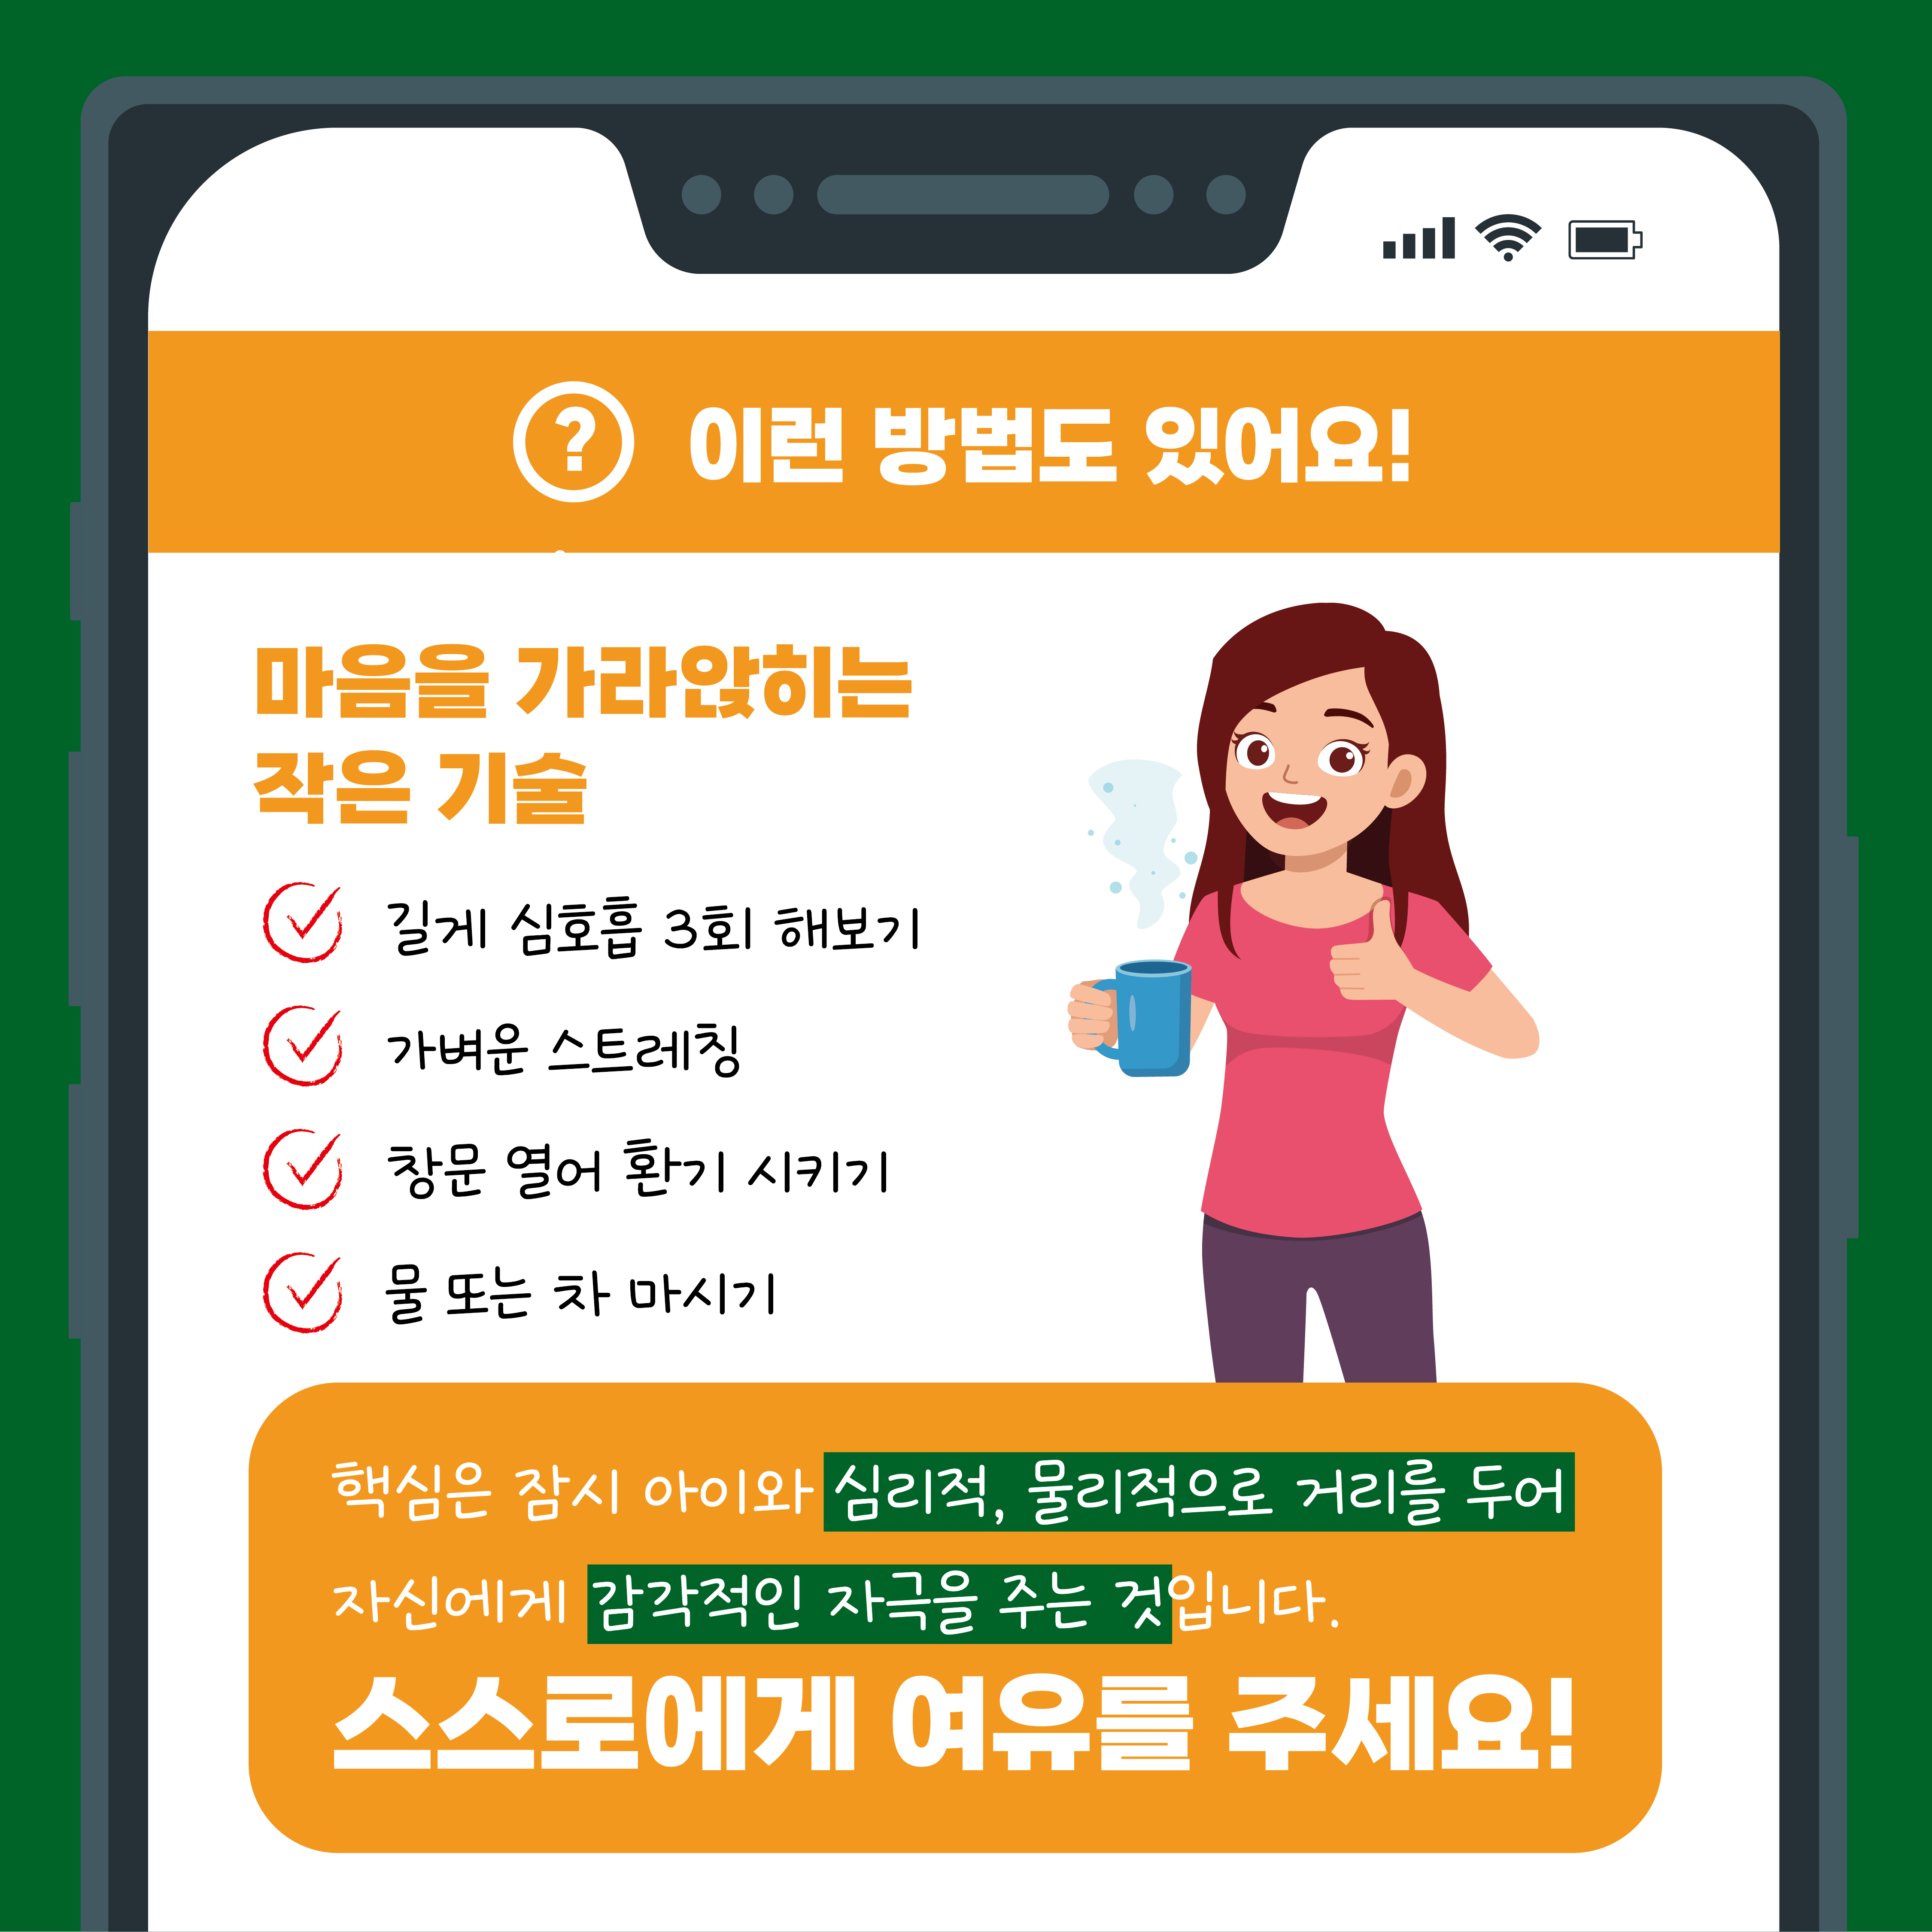 ? 이런 방법도 있어요!
마음을 가라앉히는
작은 기술
길게 심호흡 3회 해보기
가벼운 스트레칭
창문 열어 환기 시키기
물 또는 차 마시기
핵심은 잠시 아이와 심리적, 물리적으로 거리를 두어
자신에게 감각적인 자극을 주는 것입니다.
스스로에게 여유를 주세요!